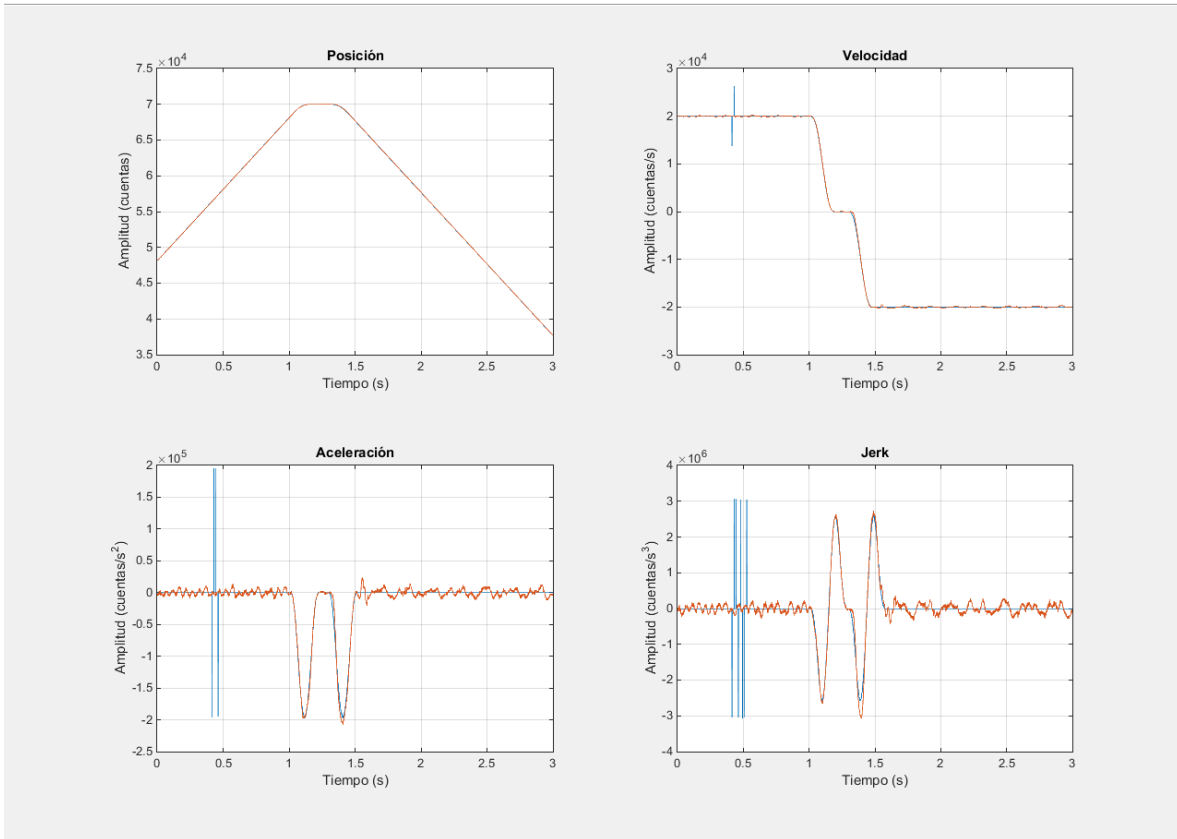 Posición
×10^4
7.5
7
6.5
6
5.5
5
4.5
4
3.5
Amplitud (cuentas)
0 0.5 1 1.5 2 2.5 3
Tiempo (s)
Velocidad
×10^4
3
2
1
0
-1
-2
-3
Amplitud (cuentas/s)
0 0.5 1 1.5 2 2.5 3
Tiempo (s)
Aceleración
×10^5
2
1.5
1
0.5
0
-0.5
-1
-1.5
-2
-2.5
Amplitud (cuentas/s^2)
0 0.5 1 1.5 2 2.5 3
Tiempo (s)
Jerk
×10^6
4
3
2
1
0
-1
-2
-3
-4
Amplitud (cuentas/s^3)
0 0.5 1 1.5 2 2.5 3
Tiempo (s)